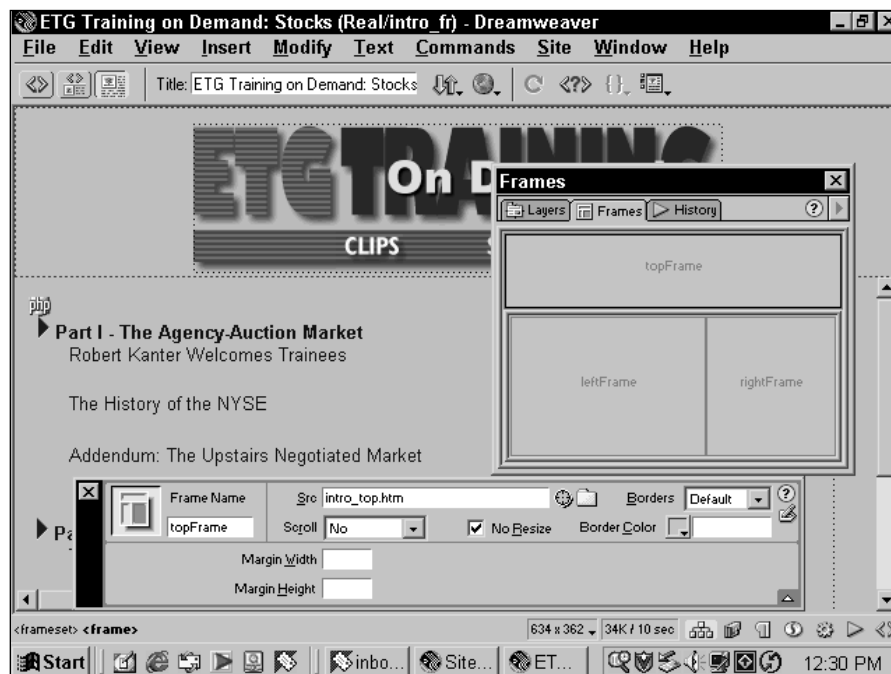 ETG Training on Demand: Stocks (Real/intro_fr) - Dreamweaver
File Edit View Insert Modify Text Commands Site Window Help
Title: ETG Training on Demand: Stocks
ETG TRAINING
On D
CLIPS S
Frames
Layers Frames History
topFrame
leftFrame rightFrame
php
Part I - The Agency-Auction Market
Robert Kanter Welcomes Trainees
The History of the NYSE
Addendum: The Upstairs Negotiated Market
Pa
Frame Name Src intro_top.htm Borders Default
topFrame Scroll No No Resize Border Color
Margin Width
Margin Height
<frameset> <frame> 634 x 362 34K / 10 sec
Start inbo... Site... ET... 12:30 PM